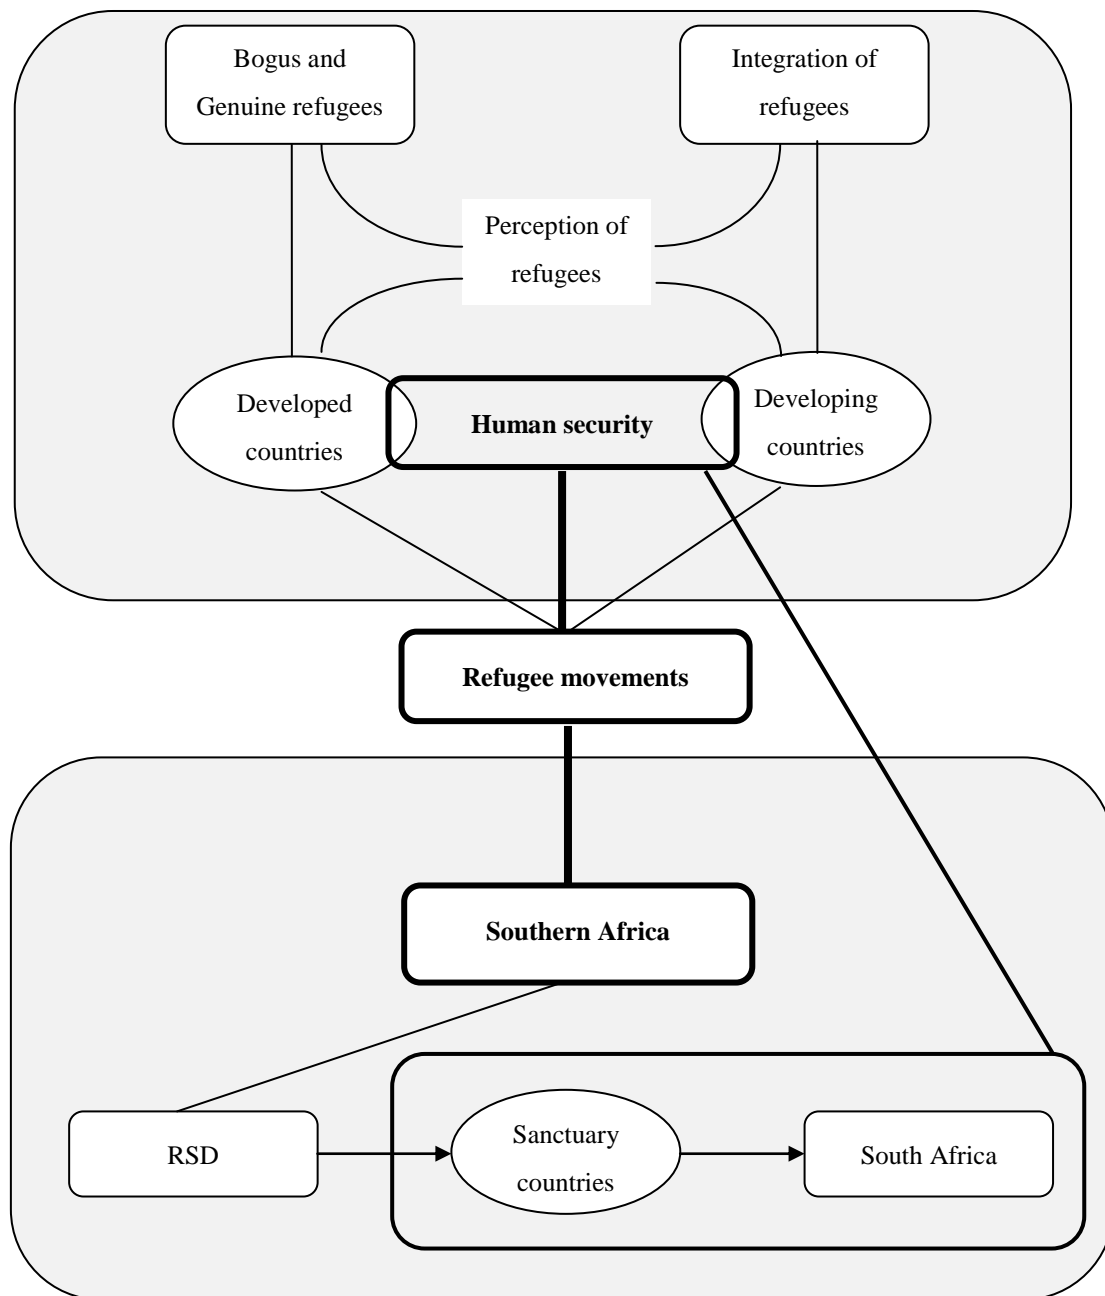 Bogus and
Genuine refugees
Integration of
refugees
Perception of
refugees
Developed
countries
Human security
Developing
countries
Refugee movements
Southern Africa
RSD
Sanctuary
countries
South Africa